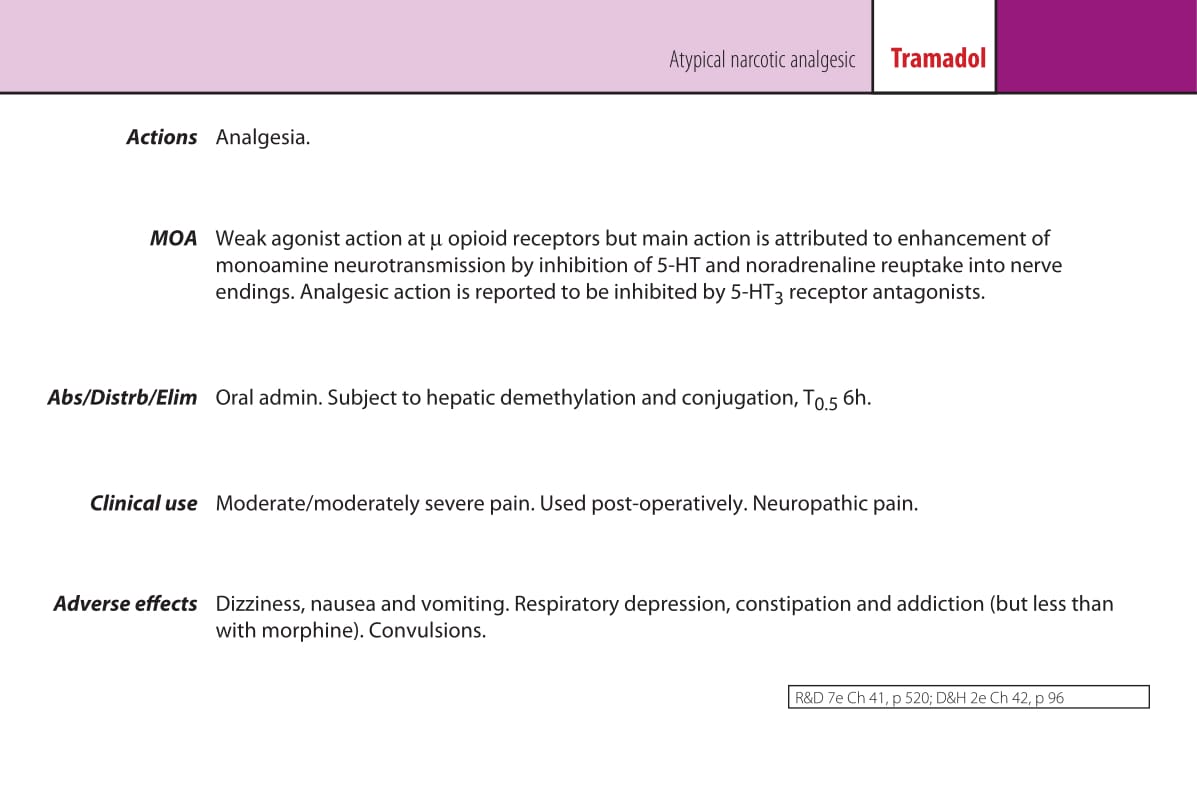 Atypical narcotic analgesic Tramadol
Actions Analgesia.
MOA Weak agonist action at μ opioid receptors but main action is attributed to enhancement of
monoamine neurotransmission by inhibition of 5-HT and noradrenaline reuptake into nerve
endings. Analgesic action is reported to be inhibited by 5-HT3 receptor antagonists.
Abs/Distrb/Elim Oral admin. Subject to hepatic demethylation and conjugation, T0.5 6h.
Clinical use Moderate/moderately severe pain. Used post-operatively. Neuropathic pain.
Adverse effects Dizziness, nausea and vomiting. Respiratory depression, constipation and addiction (but less than
with morphine). Convulsions.
R&D 7e Ch 41, p 520; D&H 2e Ch 42, p 96